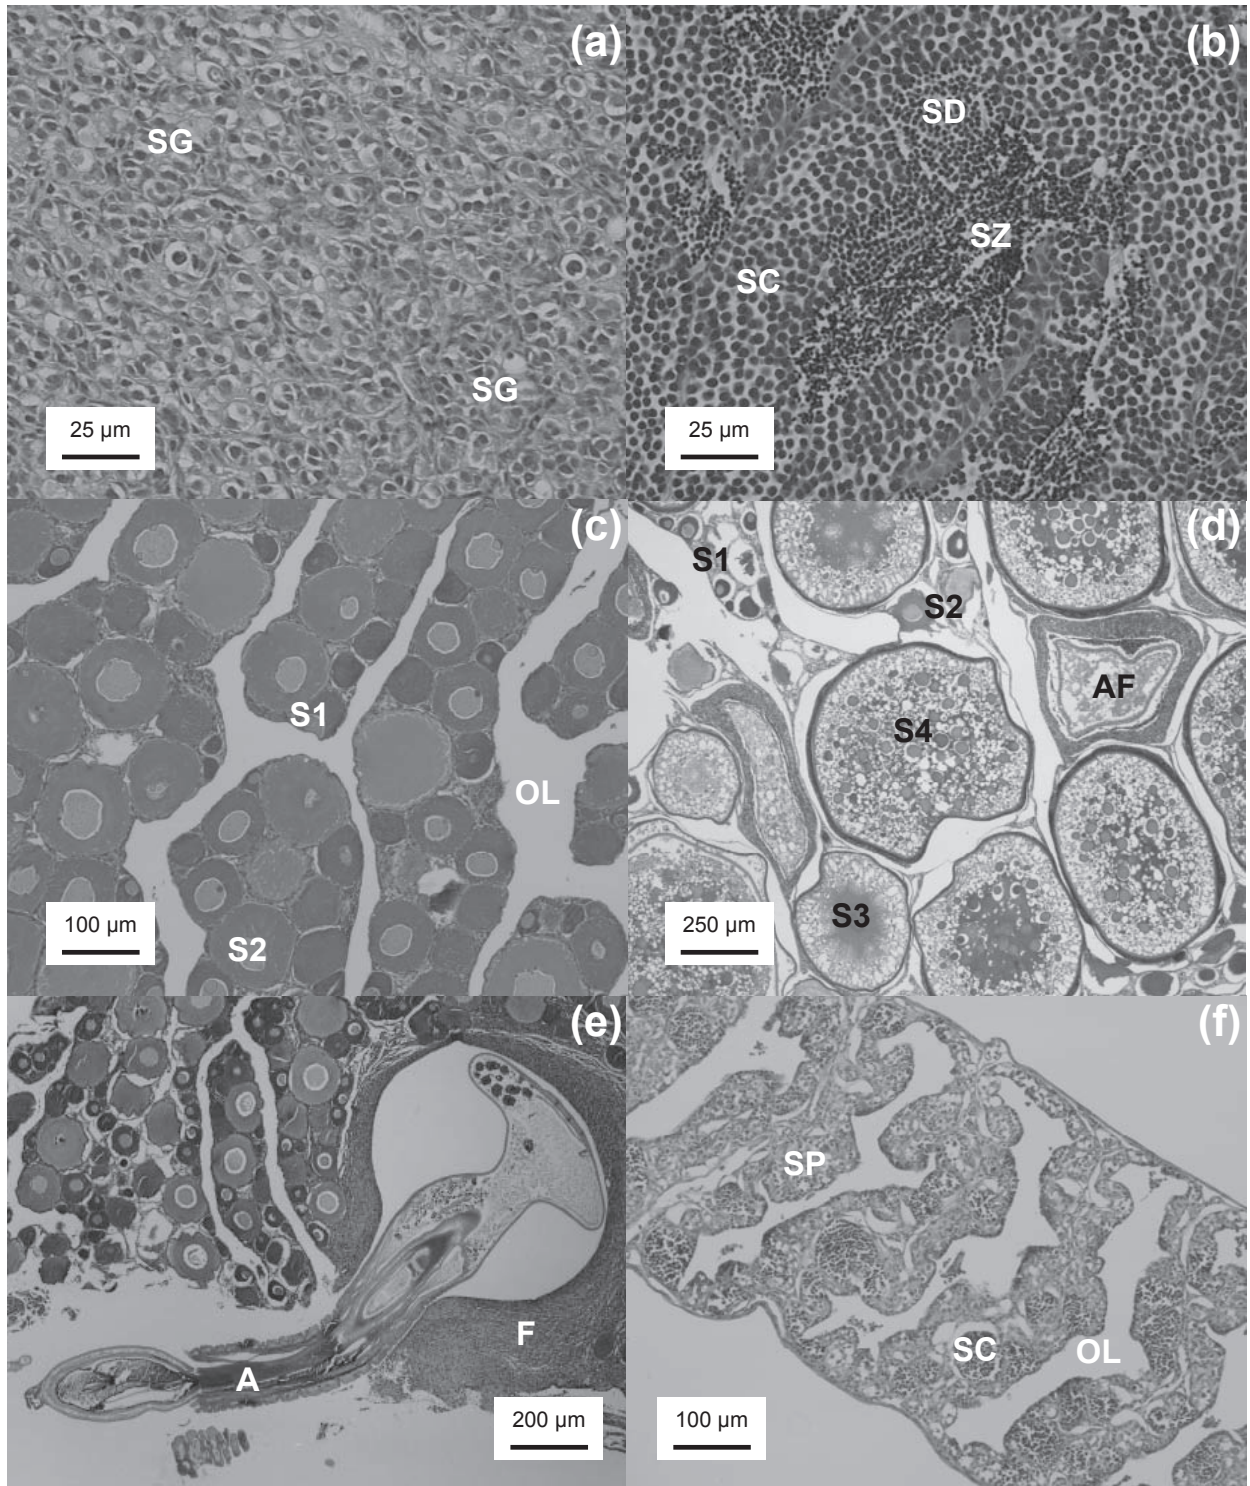 (a)
SG
SG
25 µm
(b)
SD
SZ
SC
25 µm
(c)
S1
OL
S2
100 µm
(d)
S1
S2
AF
S4
S3
250 µm
(e)
F
A
200 µm
(f)
SP
SC
OL
100 µm